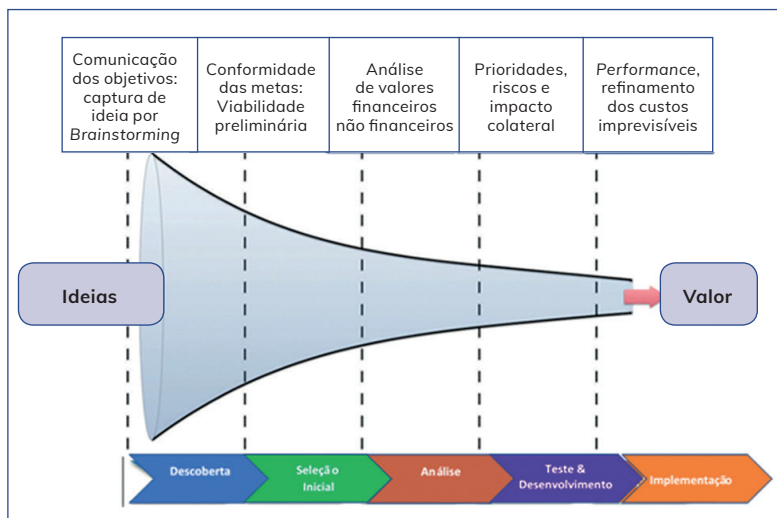 Comunicação
dos objetivos:
captura de
ideia por
Brainstorming
Conformidade
das metas:
Viabilidade
preliminária
Análise
de valores
financeiros
não financeiros
Prioridades,
riscos e
impacto
colateral
Performance,
refinamento
dos custos
imprevisíveis
Ideias
Valor
Descoberta
Seleção
Inicial
Análise
Teste &
Desenvolvimento
Implementação